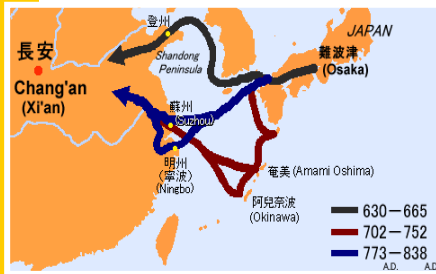 登州
JAPAN
長安
Shandong
Peninsula
難波津
(Osaka)
Chang'an
(Xi'an)
蘇州
(Suzhou)
明州
(寧波)
(Ningbo)
奄美 (Amami Oshima)
阿兒奈波
(Okinawa)
630－665
702－752
773－838
A.D. A.D.